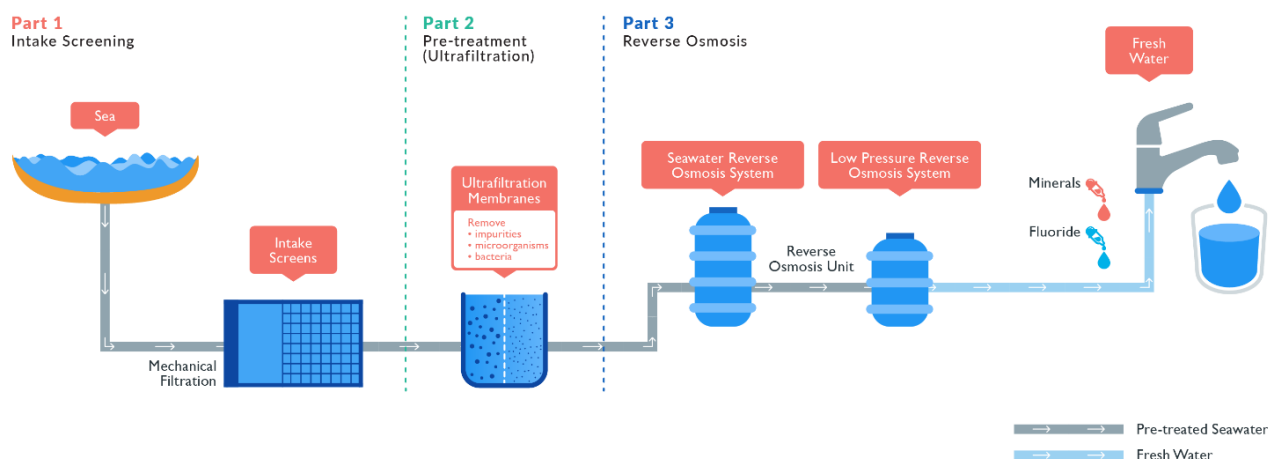 Part 1
Intake Screening
Part 2
Pre-treatment
(Ultrafiltration)
Part 3
Reverse Osmosis
Fresh
Water
Sea
Seawater Reverse
Osmosis System
Low Pressure Reverse
Osmosis System
Ultrafiltration
Membranes
Remove
• impurities
• microorganisms
• bacteria
Minerals
Fluoride
Intake
Screens
Reverse
Osmosis Unit
Mechanical
Filtration
Pre-treated Seawater
Fresh Water